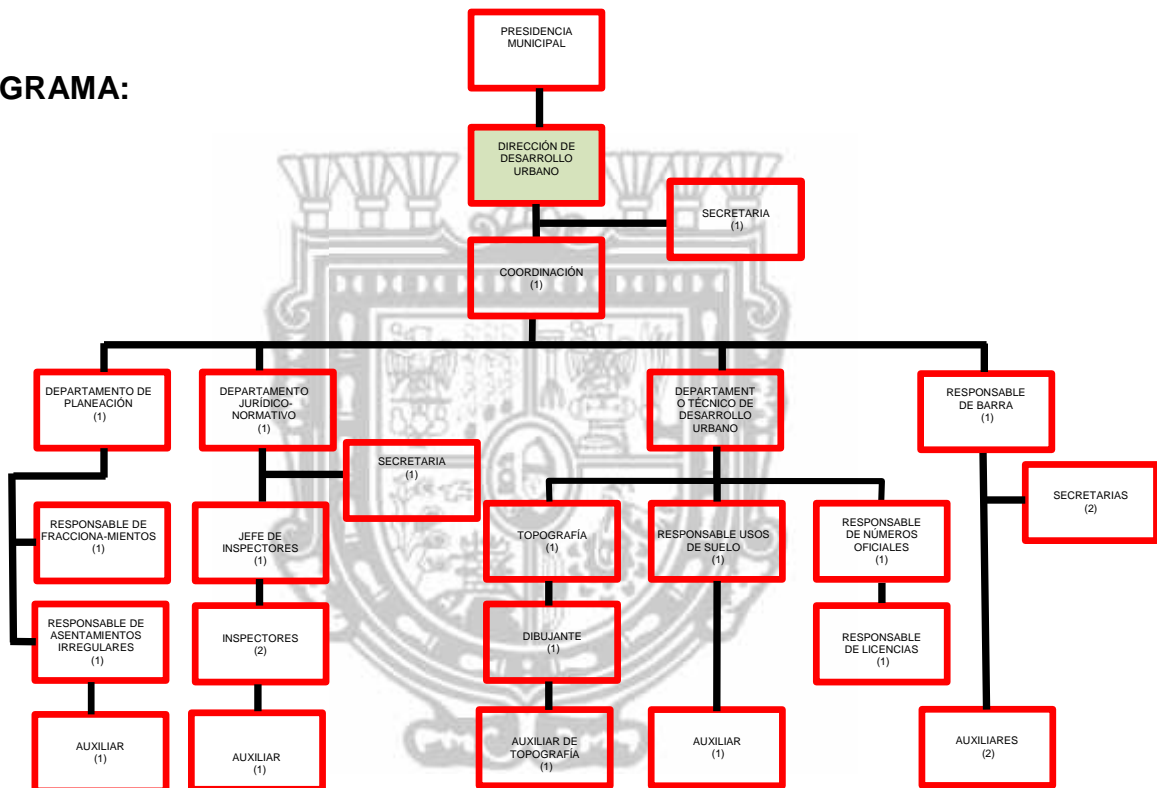 PRESIDENCIA
MUNICIPAL
GRAMA:
DIRECCIÓN DE
DESARROLLO
URBANO
SECRETARIA
(1)
COORDINACIÓN
(1)
DEPARTAMENTO DE
PLANEACIÓN
(1)
DEPARTAMENTO
JURÍDICO-
NORMATIVO
(1)
DEPARTAMENT
O TÉCNICO DE
DESARROLLO
URBANO
RESPONSABLE
DE BARRA
(1)
SECRETARIA
(1)
SECRETARIAS
(2)
RESPONSABLE DE
FRACCIONA-MIENTOS
(1)
JEFE DE
INSPECTORES
(1)
TOPOGRAFÍA
(1)
RESPONSABLE USOS
DE SUELO
(1)
RESPONSABLE
DE NÚMEROS
OFICIALES
(1)
RESPONSABLE DE
ASENTAMIENTOS
IRREGULARES
(1)
INSPECTORES
(2)
DIBUJANTE
(1)
RESPONSABLE
DE LICENCIAS
(1)
AUXILIAR
(1)
AUXILIAR
(1)
AUXILIAR DE
TOPOGRAFÍA
(1)
AUXILIAR
(1)
AUXILIARES
(2)